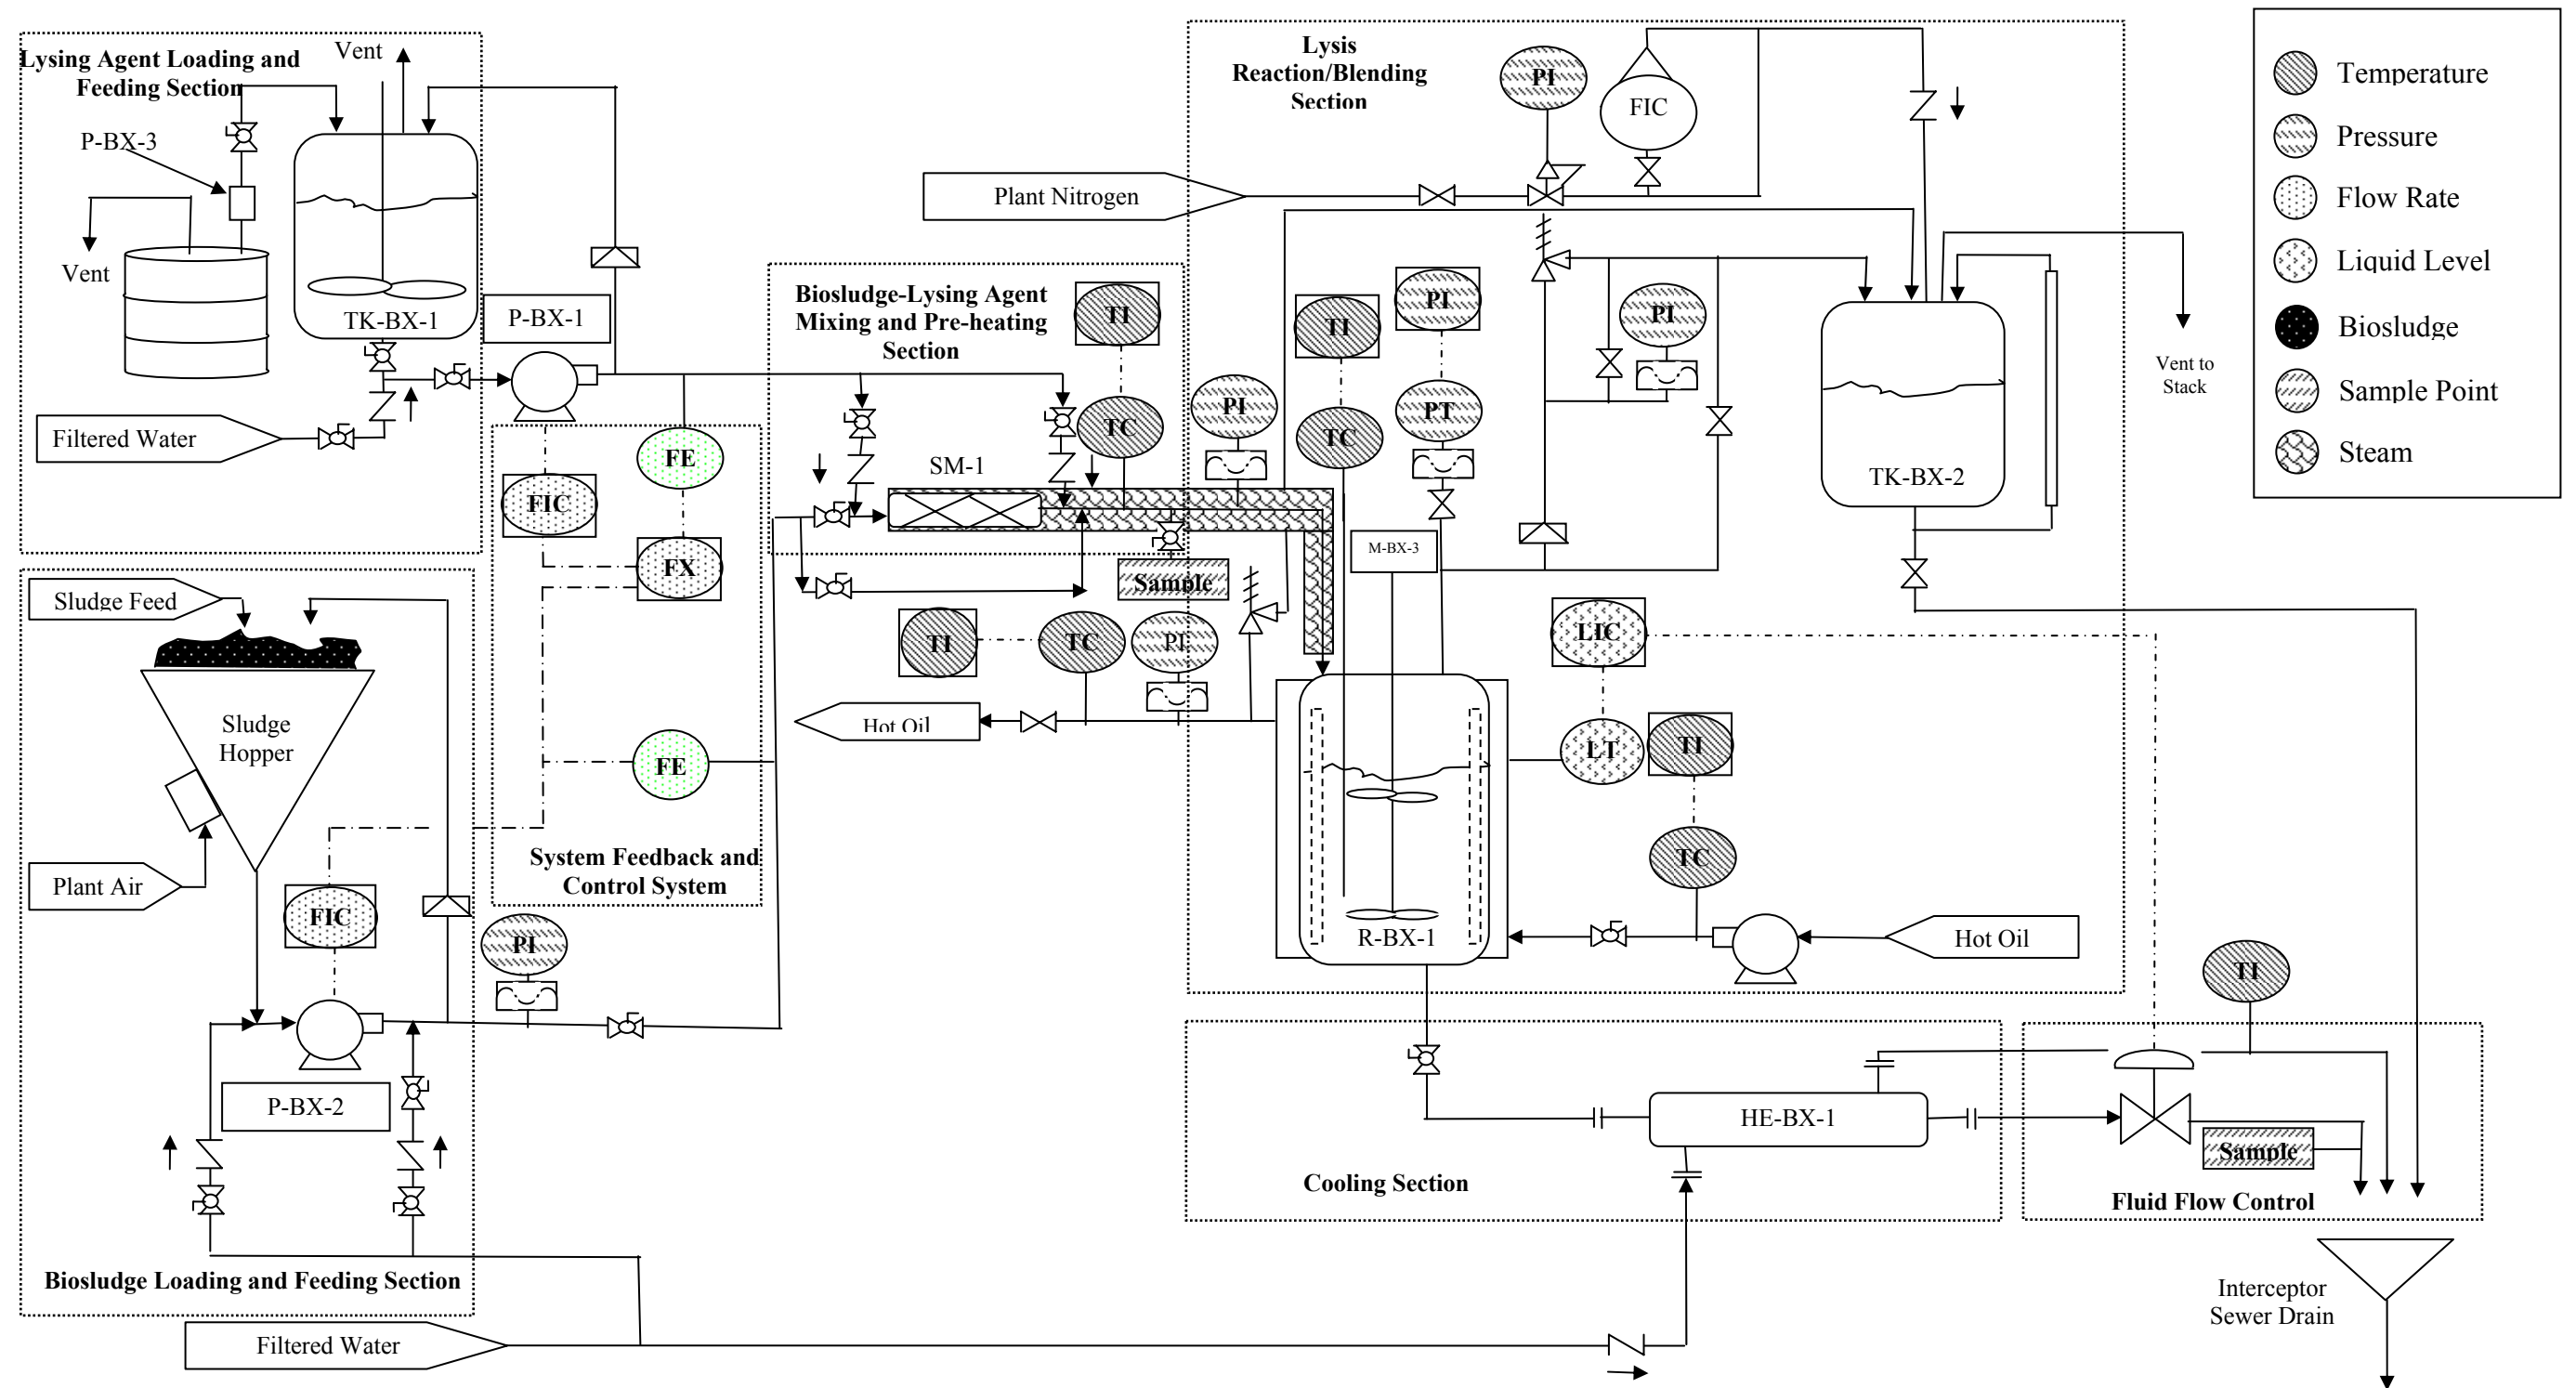 Lysing Agent Loading and
Feeding Section
Vent
P-BX-3
Vent
TK-BX-1
P-BX-1
Filtered Water
Lysis
Reaction/Blending
Section
PI
FIC
Plant Nitrogen
Temperature
Pressure
Flow Rate
Liquid Level
Biosludge
Sample Point
Steam
Biosludge-Lysing Agent
Mixing and Pre-heating
Section
TI
TC
TI
TC
PI
PT
PI
PI
TK-BX-2
Vent to
Stack
FE
FIC
FX
SM-1
Sample
M-BX-3
Sludge Feed
Sludge
Hopper
Plant Air
FIC
P-BX-2
Biosludge Loading and Feeding Section
FE
System Feedback and
Control System
PI
TI
TC
PI
Hot Oil
LIC
LT
TI
TC
R-BX-1
Hot Oil
TI
HE-BX-1
Cooling Section
Sample
Fluid Flow Control
Interceptor
Sewer Drain
Filtered Water